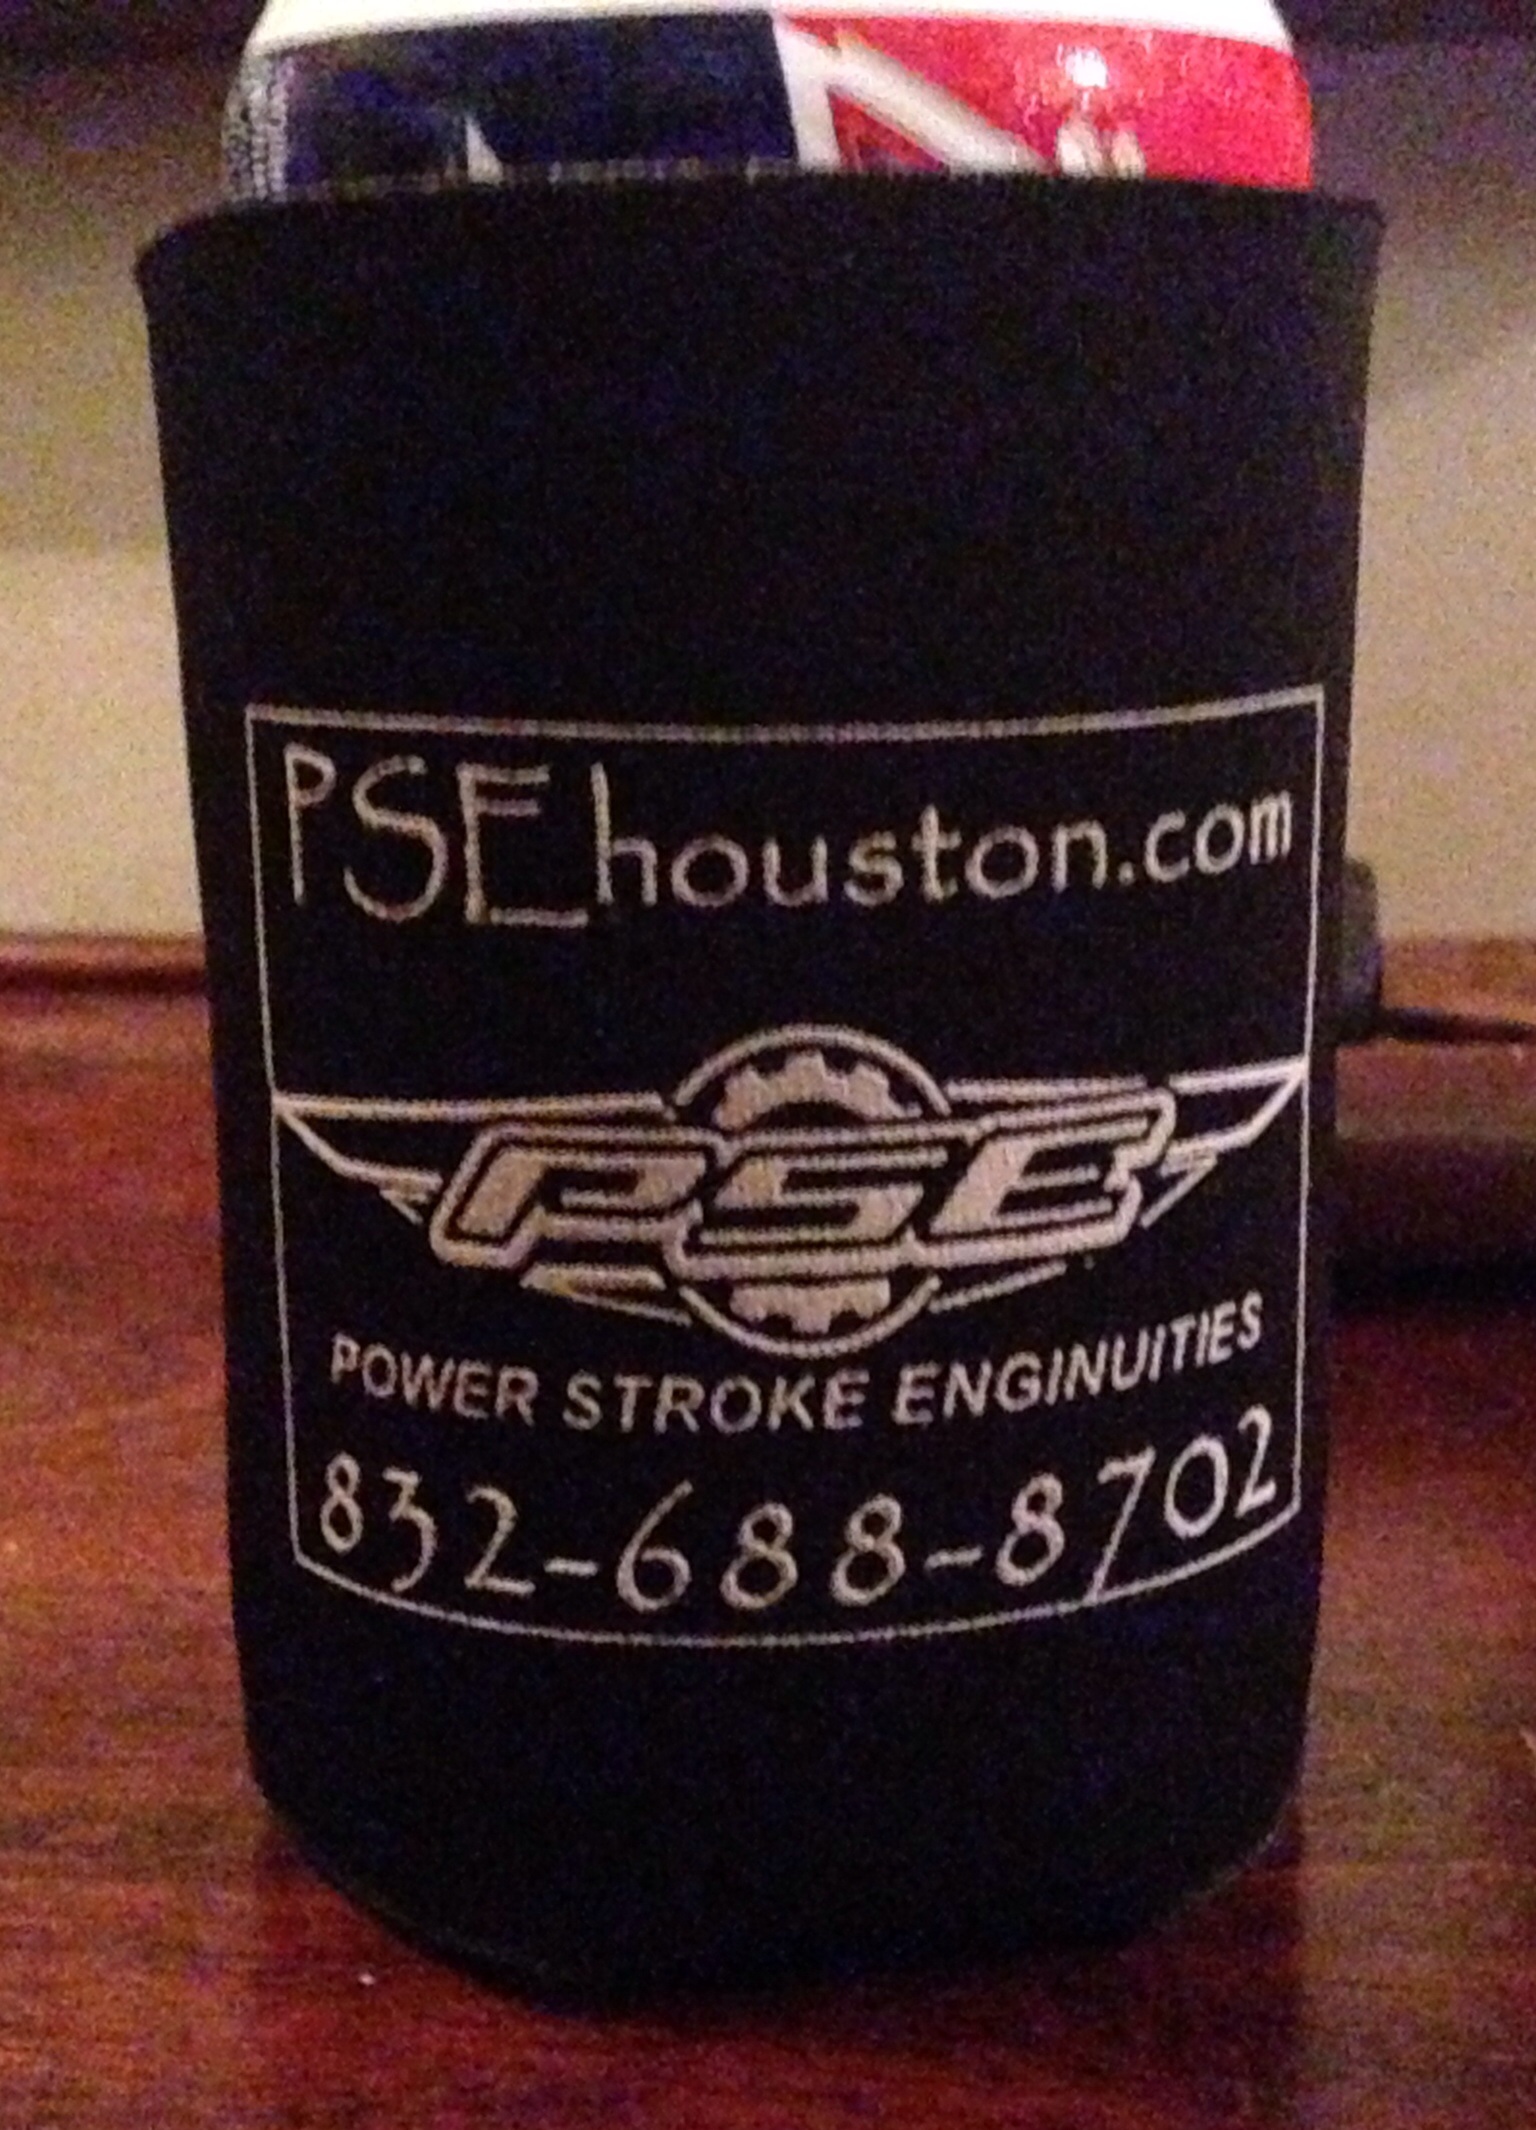 PSEhouston.com
PSE
POWER STROKE ENGINUITIES
832-688-8702